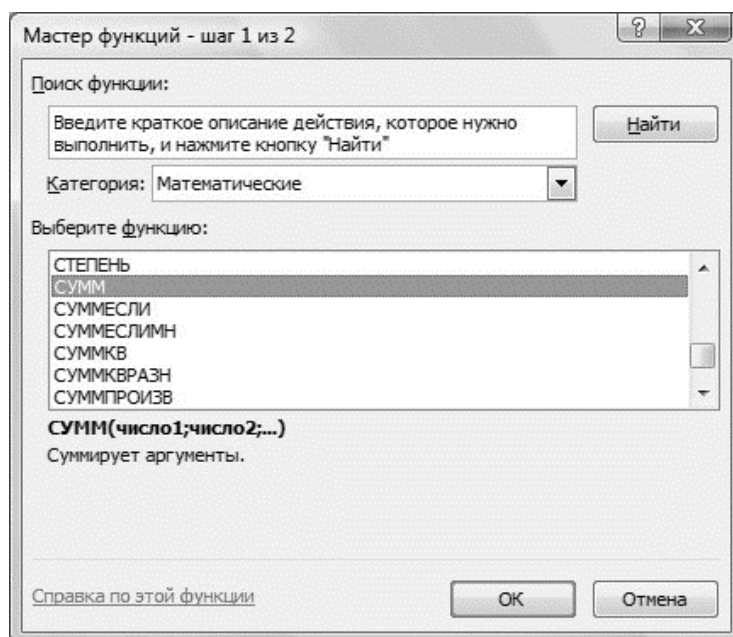 Мастер функций - шаг 1 из 2
Поиск функции:
Введите краткое описание действия, которое нужно
выполнить, и нажмите кнопку "Найти"
Найти
Категория: Математические
Выберите функцию:
СТЕПЕНЬ
СУММ
СУММЕСЛИ
СУММЕСЛИМН
СУММКВ
СУММКВРАЗН
СУММПРОИЗВ
СУММ(число1;число2;...)
Суммирует аргументы.
Справка по этой функции
ОК
Отмена